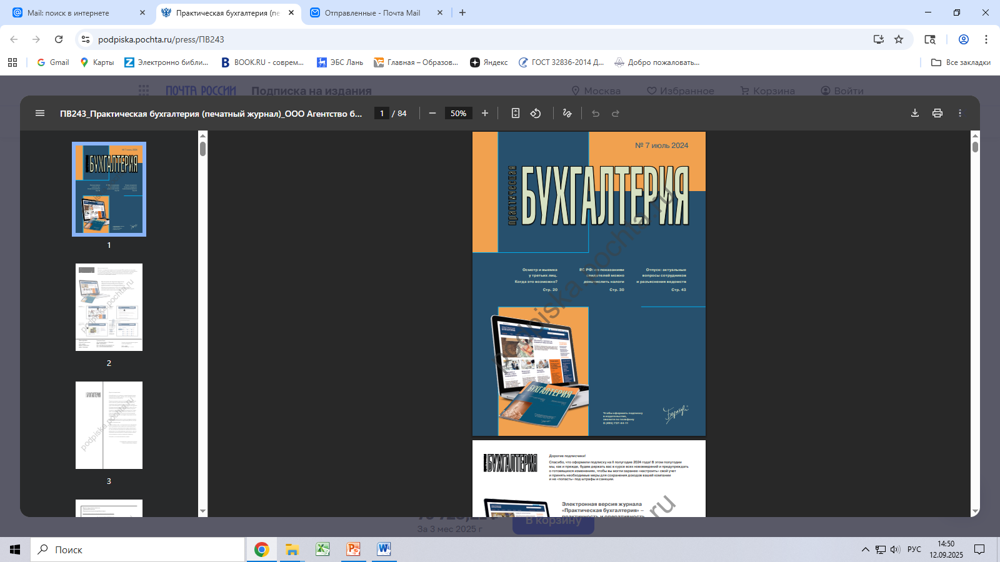 Mail: поиск в интернете
Практическая бухгалтерия (пе
Отправленные - Почта Mail
podpiska.pochta.ru/press/ПВ243
Gmail
Карты
Электронно библи...
BOOK.RU - соврем...
ЭБС Лань
Главная – Образов...
Яндекс
ГОСТ 32836-2014 Д...
Добро пожаловать...
Все закладки
ПОЧТА РОССИИ
Подписка на издания
Москва
Избранное
Корзина
Войти
ПВ243_Практическая бухгалтерия (печатный журнал)_ООО Агентство б...
1 / 84
50%
1
2
3
№ 7 июль 2024
практическая
БУХГАЛТЕРИЯ
Осмотр и выемка
у третьих лиц.
Когда это возможно?
Стр. 20
ВС РФ: по показаниям
свидетелей можно
доначислить налоги
Стр. 30
Отпуск: актуальные
вопросы сотрудников
и разъяснения ведомств
Стр. 43
podpiska.pochta.ru
БУХГАЛТЕРИЯ
Чтобы оформить подписку
в издательстве,
звоните по телефону
8 (495) 737-44-11
БУХГАЛТЕРИЯ
Дорогие подписчики!
Спасибо, что оформили подписку на II полугодие 2024 года! В этом полугодии
мы, как и прежде, будем держать вас в курсе всех нововведений и предупреждать
о готовящихся изменениях, чтобы вы могли заранее «настроить» свой учет
и принять необходимые меры для сохранения доходов вашей компании
и не «попасть» под штрафы и санкции.
Электронная версия журнала
«Практическая бухгалтерия» –
практичность и оперативность
ru
За 3 мес 2025 г
В корзину
Поиск
РУС
14:50
12.09.2025